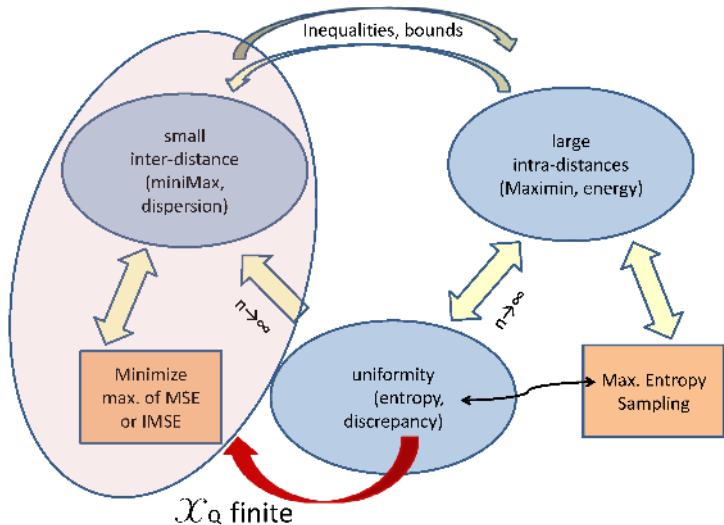 Inequalities, bounds
small
inter-distance
(miniMax,
dispersion)
large
intra-distances
(Maximin, energy)
n→∞
n→∞
Minimize
max. of MSE
or IMSE
uniformity
(entropy,
discrepancy)
Max. Entropy
Sampling
𝒳Q finite